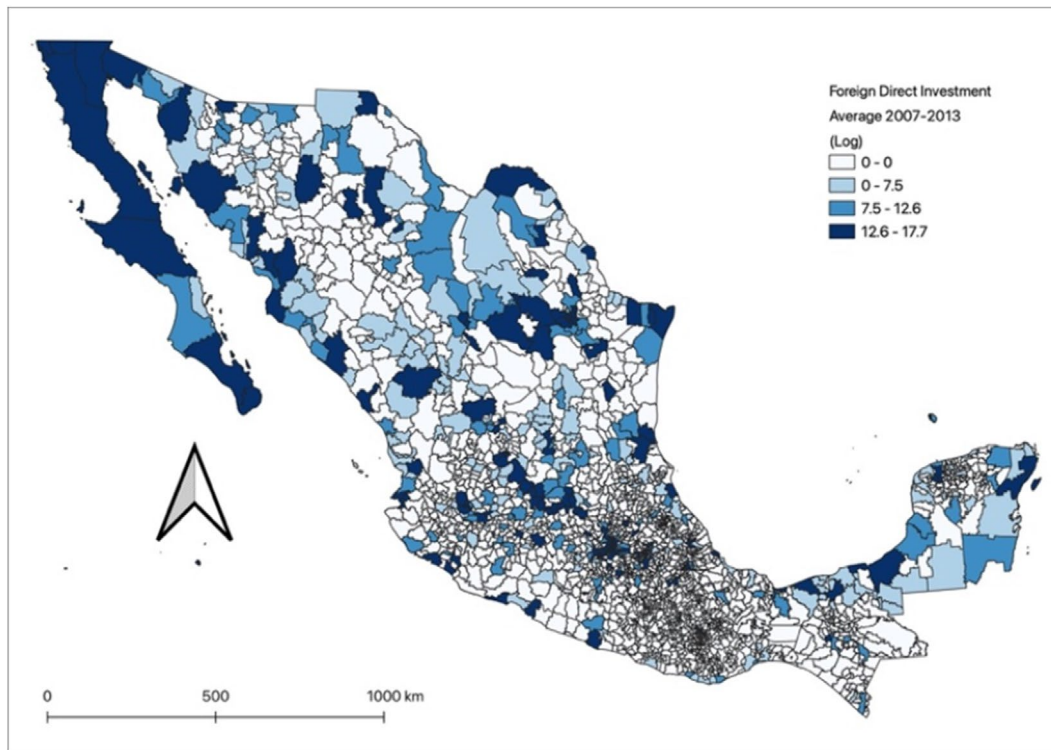 Foreign Direct Investment
Average 2007-2013
(Log)
0 - 0
0 - 7.5
7.5 - 12.6
12.6 - 17.7
0 500 1000 km